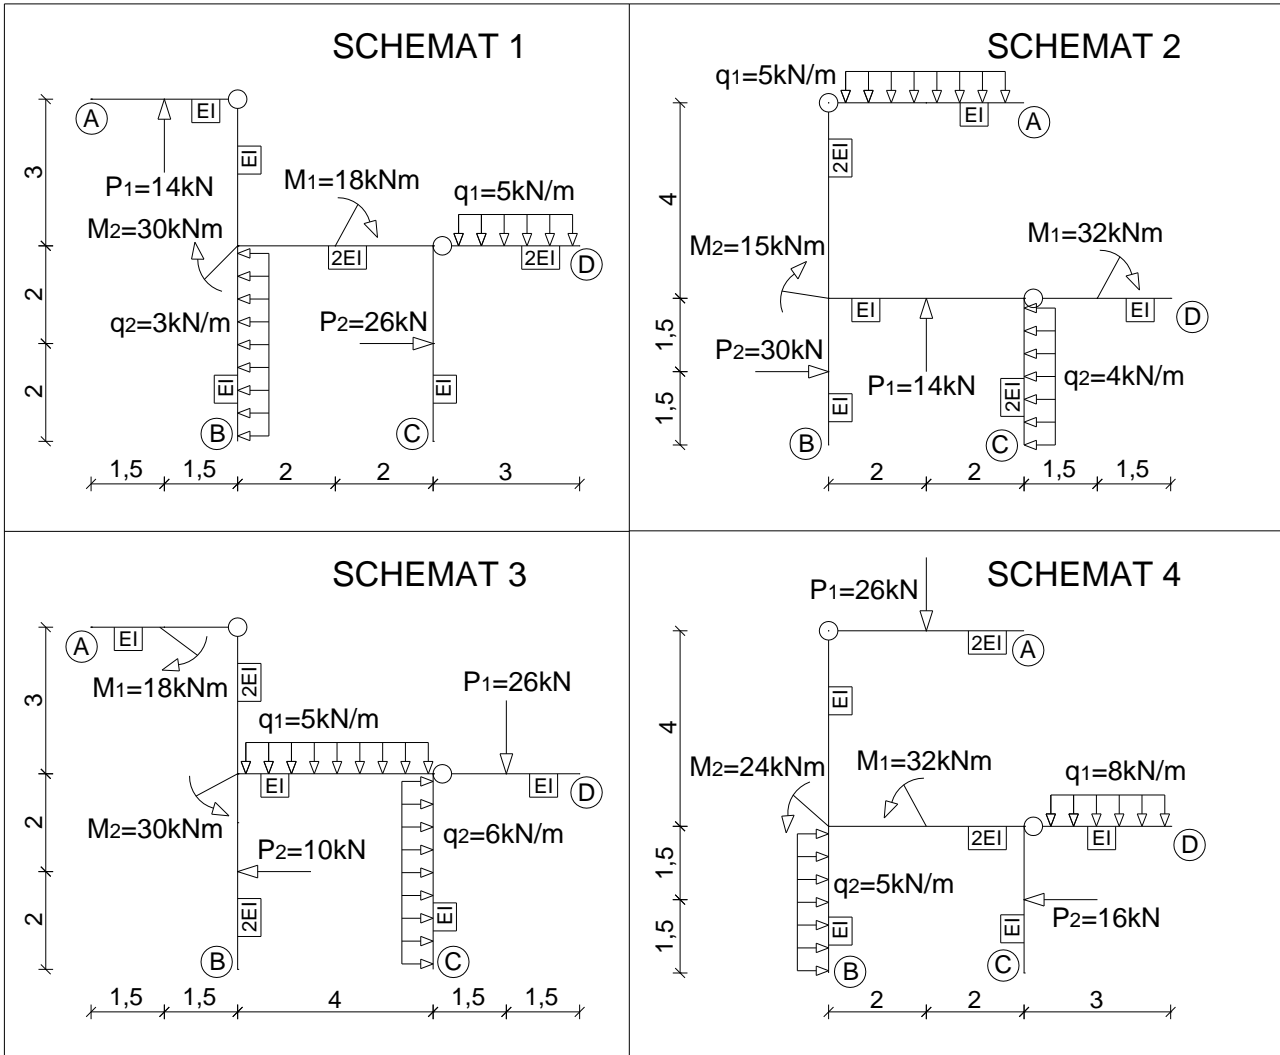 SCHEMAT 1
A
EI
EI
P1=14kN
M1=18kNm
q1=5kN/m
M2=30kNm
2EI
2EI
D
q2=3kN/m
P2=26kN
EI
EI
B
C
3
2
2
1,5
1,5
2
2
3
SCHEMAT 2
q1=5kN/m
EI
A
2EI
M2=15kNm
M1=32kNm
EI
EI
D
P2=30kN
P1=14kN
q2=4kN/m
EI
2EI
B
C
4
1,5
1,5
2
2
1,5
1,5
SCHEMAT 3
A
EI
M1=18kNm
2EI
P1=26kN
q1=5kN/m
EI
EI
D
M2=30kNm
P2=10kN
q2=6kN/m
2EI
EI
B
C
3
2
2
1,5
1,5
4
1,5
1,5
SCHEMAT 4
P1=26kN
2EI
A
EI
M2=24kNm
M1=32kNm
q1=8kN/m
2EI
EI
D
q2=5kN/m
P2=16kN
EI
EI
B
C
4
1,5
1,5
2
2
3